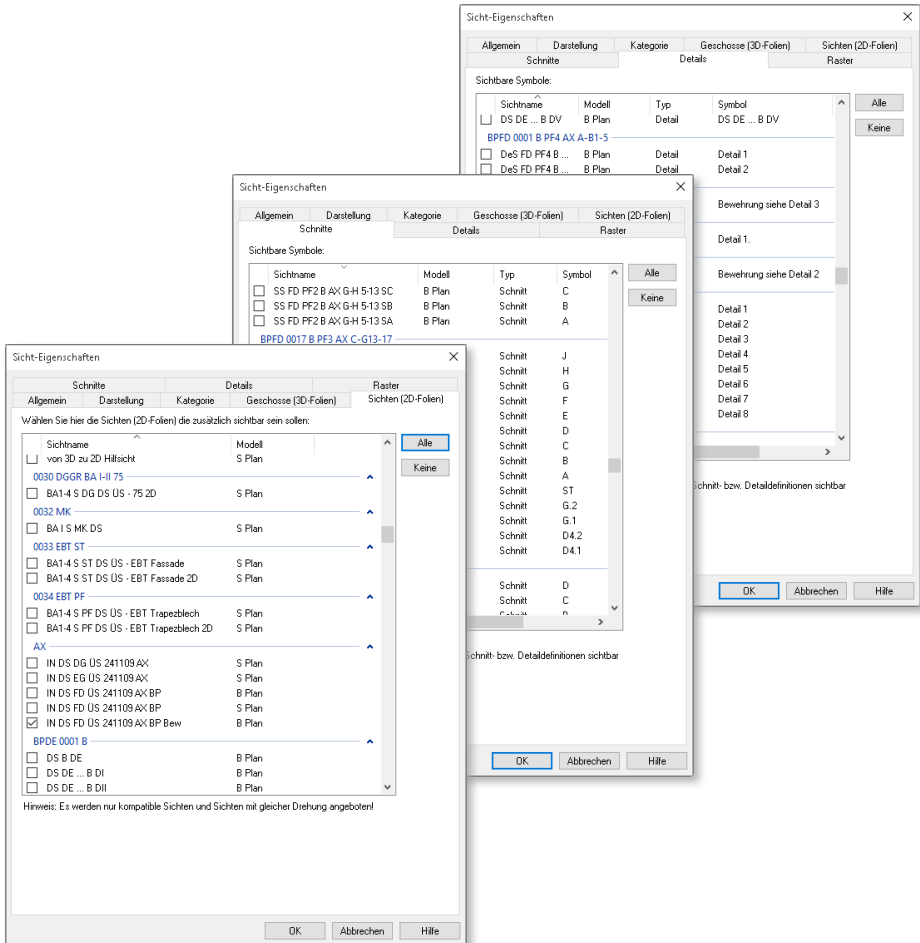 Sicht-Eigenschaften
Allgemein Darstellung Kategorie Geschosse (3D-Folien) Sichten (2D-Folien)
Schnitte Details Raster
Sichtbare Symbole:
Sichtname Modell Typ Symbol
DS DE ... B DV B Plan Detail DS DE ... B DV
BPFD 0001 B PF4 AX A-B1-5
DeS FD PF4 B ... B Plan Detail Detail 1
DeS FD PF4 B ... B Plan Detail Detail 2
Bewehrung siehe Detail 3
Detail 1.
Bewehrung siehe Detail 2
Detail 1
Detail 2
Detail 3
Detail 4
Detail 5
Detail 6
Detail 7
Detail 8
Alle
Keine
Schnitt- bzw. Detaildefinitionen sichtbar
OK Abbrechen Hilfe
Sicht-Eigenschaften
Allgemein Darstellung Kategorie Geschosse (3D-Folien) Sichten (2D-Folien)
Schnitte Details Raster
Sichtbare Symbole:
Sichtname Modell Typ Symbol
SS FD PF2 B AX G-H 5-13 SC B Plan Schnitt C
SS FD PF2 B AX G-H 5-13 SB B Plan Schnitt B
SS FD PF2 B AX G-H 5-13 SA B Plan Schnitt A
BPFD 0017 B PF3 AX C-G13-17
Schnitt J
Schnitt H
Schnitt G
Schnitt F
Schnitt E
Schnitt D
Schnitt C
Schnitt B
Schnitt A
Schnitt ST
Schnitt G.2
Schnitt G.1
Schnitt D4.2
Schnitt D4.1
Schnitt D
Schnitt C
Alle
Keine
Schnitt- bzw. Detaildefinitionen sichtbar
OK Abbrechen Hilfe
Sicht-Eigenschaften
Schnitte Details Raster
Allgemein Darstellung Kategorie Geschosse (3D-Folien) Sichten (2D-Folien)
Wählen Sie hier die Sichten (2D-Folien) die zusätzlich sichtbar sein sollen:
Sichtname Modell
von 3D zu 2D Hilfsicht S Plan
0030 DGGR BA I-II 75
BA1-4 S DG DS ÜS - 75 2D S Plan
0032 MK
BA I S MK DS S Plan
0033 EBT ST
BA1-4 S ST DS ÜS - EBT Fassade S Plan
BA1-4 S ST DS ÜS - EBT Fassade 2D S Plan
0034 EBT PF
BA1-4 S PF DS ÜS - EBT Trapezblech S Plan
BA1-4 S PF DS ÜS - EBT Trapezblech 2D S Plan
AX
IN DS DG ÜS 241109 AX S Plan
IN DS EG ÜS 241109 AX S Plan
IN DS FD ÜS 241109 AX BP B Plan
IN DS FD ÜS 241109 AX BP S Plan
IN DS FD ÜS 241109 AX BP Bew B Plan
BPDE 0001 B
DS B DE B Plan
DS DE ... B DI B Plan
DS DE ... B DII B Plan
Alle
Keine
Hinweis: Es werden nur kompatible Sichten und Sichten mit gleicher Drehung angeboten!
OK Abbrechen Hilfe